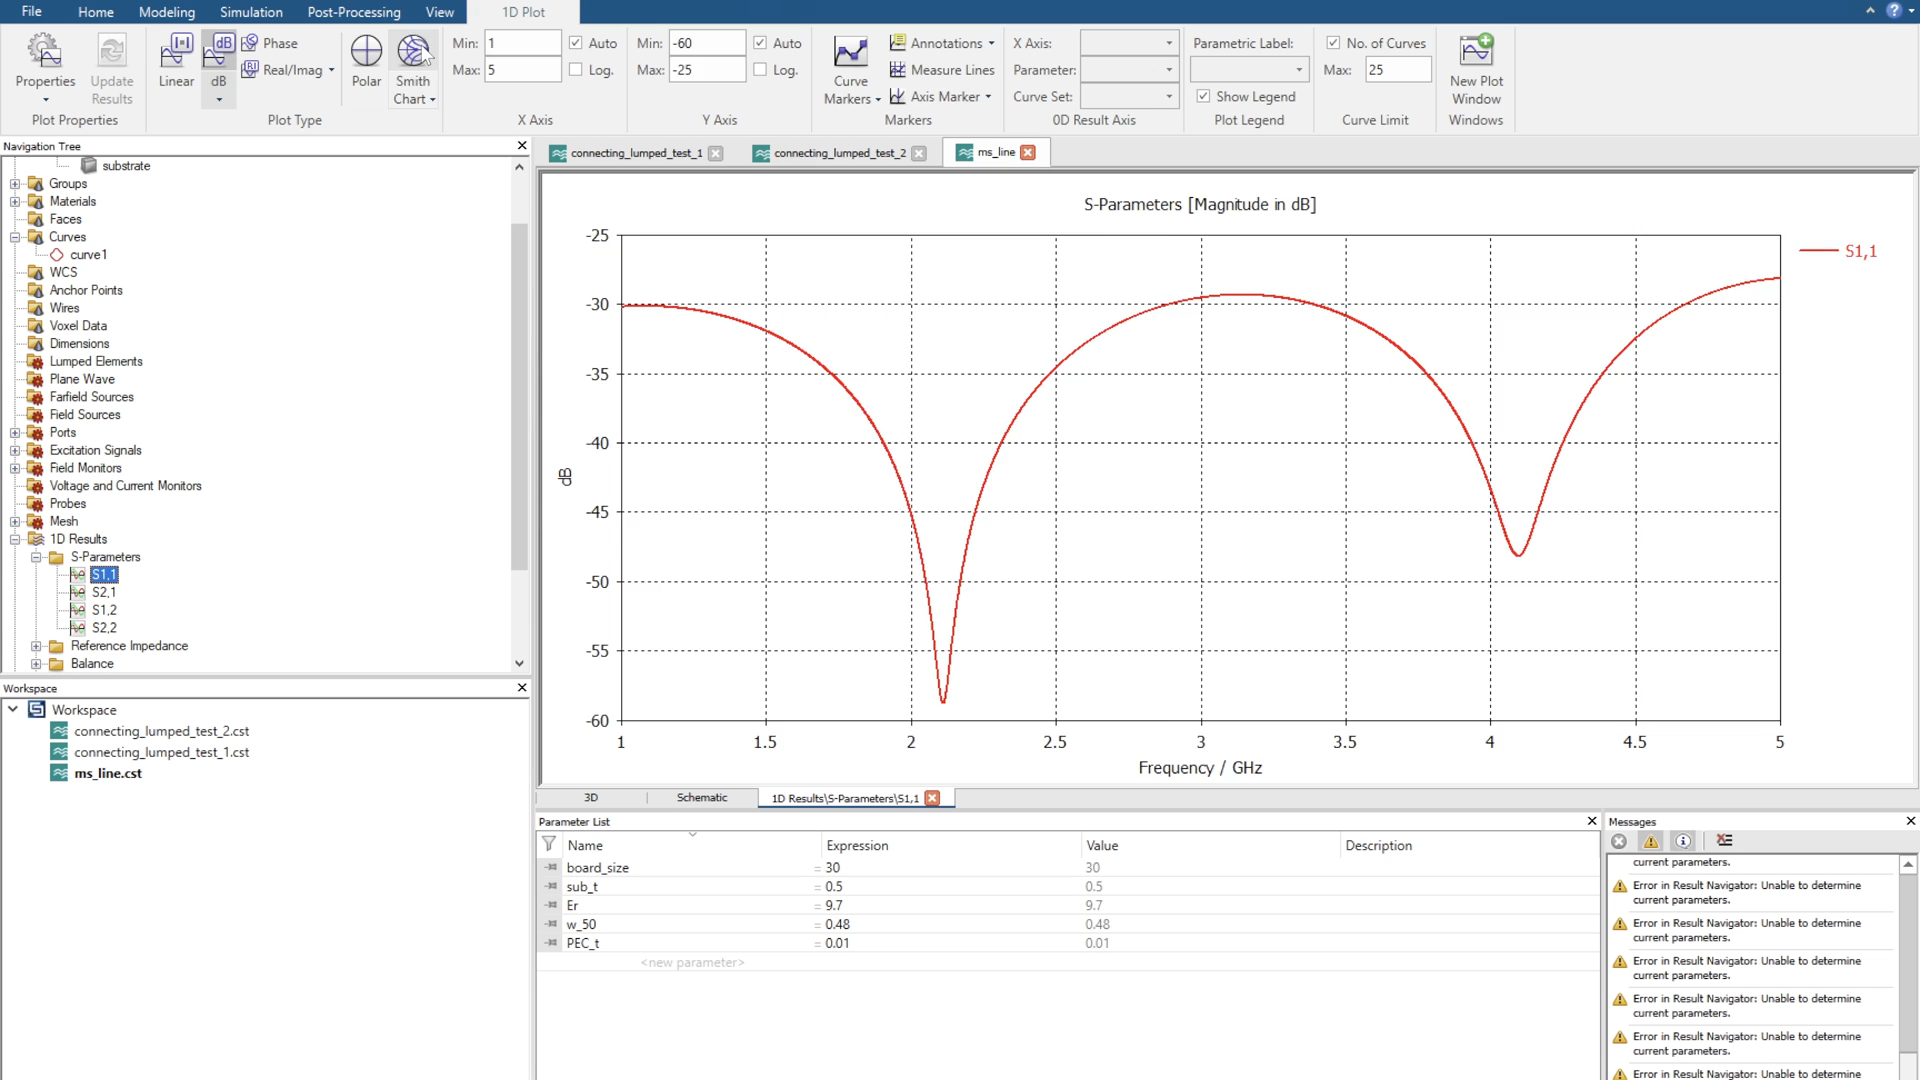 File Home Modeling Simulation Post-Processing View 1D Plot
Properties
Update Results
Plot Properties
Linear
dB
Phase
Real/Imag
Polar
Smith Chart
Plot Type
Min: 1 Auto
Max: 5 Log.
X Axis
Min: -60 Auto
Max: -25 Log.
Y Axis
Curve Markers
Annotations
Measure Lines
Axis Marker
Markers
X Axis:
Parameter:
Curve Set:
0D Result Axis
Parametric Label:
Show Legend
Plot Legend
No. of Curves
Max: 25
Curve Limit
New Plot Window
Windows
Navigation Tree
substrate
Groups
Materials
Faces
Curves
curve1
WCS
Anchor Points
Wires
Voxel Data
Dimensions
Lumped Elements
Plane Wave
Farfield Sources
Field Sources
Ports
Excitation Signals
Field Monitors
Voltage and Current Monitors
Probes
Mesh
1D Results
S-Parameters
S1,1
S2,1
S1,2
S2,2
Reference Impedance
Balance
Workspace
Workspace
connecting_lumped_test_2.cst
connecting_lumped_test_1.cst
ms_line.cst
connecting_lumped_test_1 connecting_lumped_test_2 ms_line
S-Parameters [Magnitude in dB]
S1,1
-25
-30
-35
-40
-45
-50
-55
-60
dB
1 1.5 2 2.5 3 3.5 4 4.5 5
Frequency / GHz
3D Schematic 1D Results\S-Parameters\S1,1
Parameter List
Name Expression Value Description
board_size = 30 30
sub_t = 0.5 0.5
Er = 9.7 9.7
w_50 = 0.48 0.48
PEC_t = 0.01 0.01
<new parameter>
Messages
current parameters.
Error in Result Navigator: Unable to determine
current parameters.
Error in Result Navigator: Unable to determine
current parameters.
Error in Result Navigator: Unable to determine
current parameters.
Error in Result Navigator: Unable to determine
current parameters.
Error in Result Navigator: Unable to determine
current parameters.
Error in Result Navigator: Unable to determine